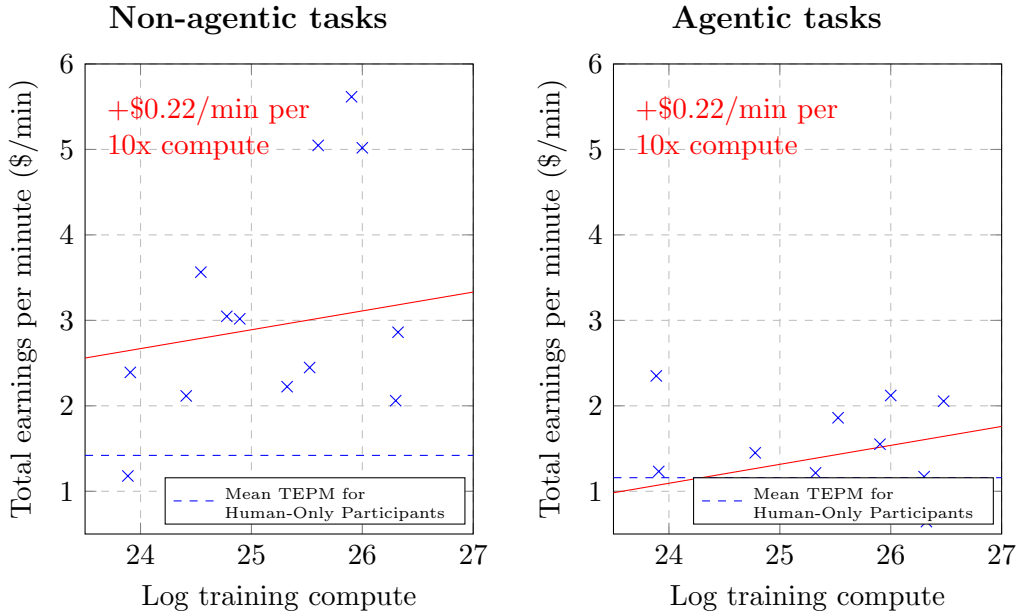 Non-agentic tasks
Total earnings per minute ($/min)
6
5
4
3
2
1
+$0.22/min per
10x compute
Mean TEPM for
Human-Only Participants
24
25
26
27
Log training compute
Agentic tasks
Total earnings per minute ($/min)
6
5
4
3
2
1
+$0.22/min per
10x compute
Mean TEPM for
Human-Only Participants
24
25
26
27
Log training compute